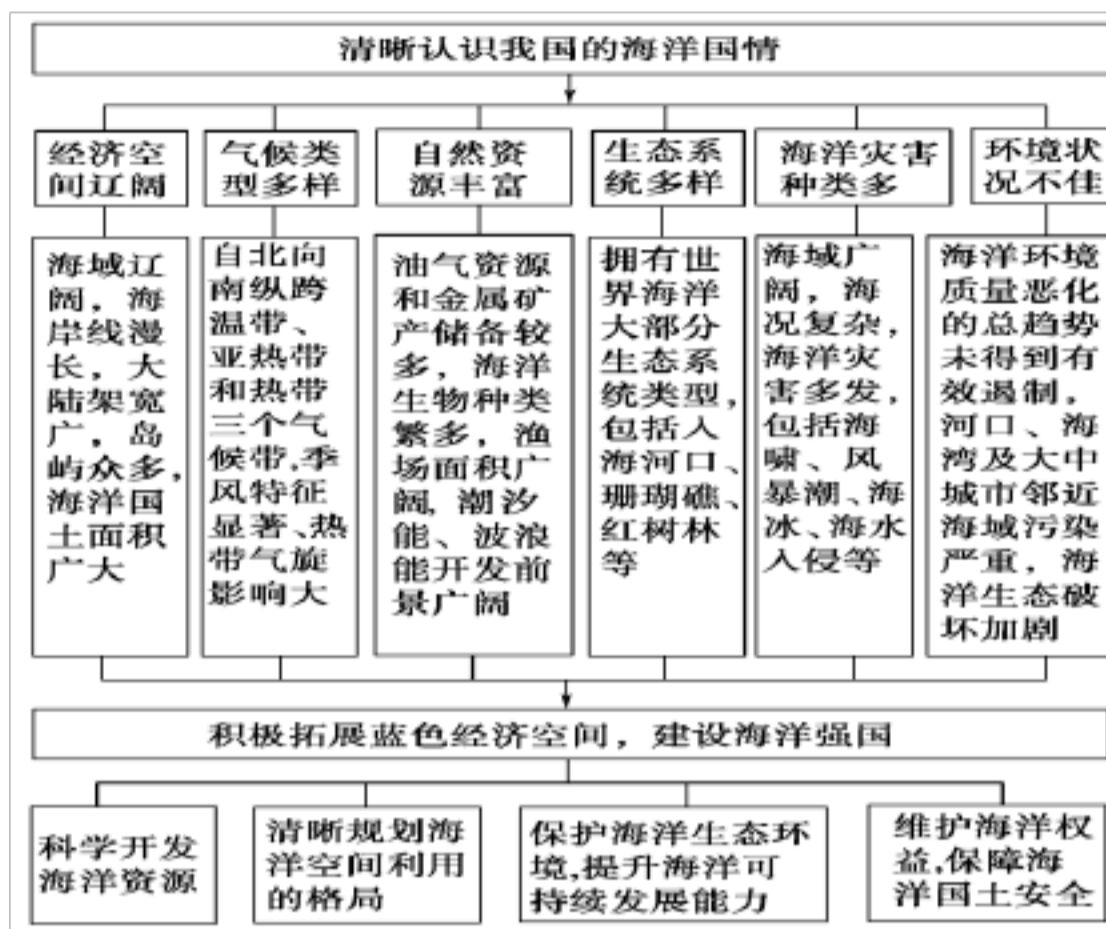 清晰认识我国的海洋国情
经济空
间辽阔
气候类
型多样
自然资
源丰富
生态系
统多样
海洋灾害
种类多
环境状
况不佳
海域辽
阔，海
岸线漫
长，大
陆架宽
广，岛
屿众多，
海洋国
土面积
广大
自北向
南纵跨
温带、
亚热带
和热带
三个气
候带,季
风特征
显著、热
带气旋
影响大
油气资源
和金属矿
产储备较
多，海洋
生物种类
繁多，渔
场面积广
阔,潮汐
能、波浪
能开发前
景广阔
拥有世
界海洋
大部分
生态系
统类型，
包括入
海河口、
珊瑚礁、
红树林
等
海域广
阔，海
况复杂，
海洋灾
害多发，
包括海
啸、风
暴潮、海
冰、海水
入侵等
海洋环境
质量恶化
的总趋势
未得到有
效遏制，
河口、海
湾及大中
城市邻近
海域污染
严重，海
洋生态破
坏加剧
积极拓展蓝色经济空间，建设海洋强国
科学开发
海洋资源
清晰规划海
洋空间利用
的格局
保护海洋生态环
境,提升海洋可
持续发展能力
维护海洋权
益,保障海
洋国土安全